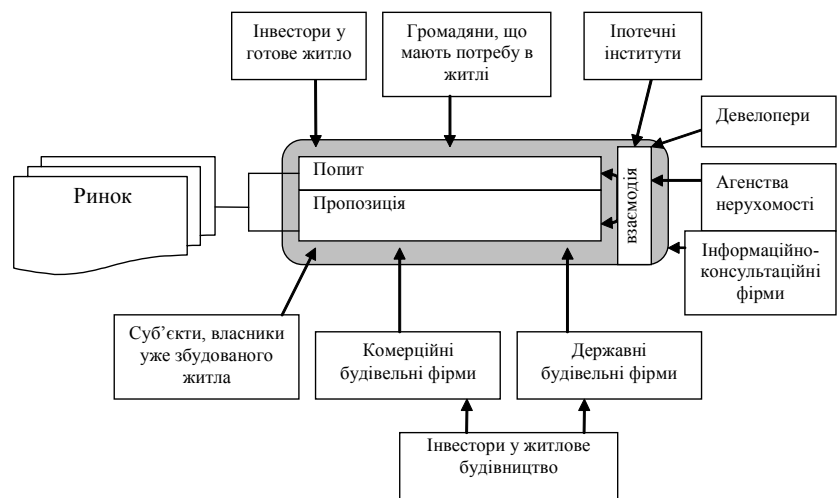 Інвестори у
готове житло
Громадяни, що
мають потребу в
житлі
Іпотечні
інститути
Девелопери
Ринок
Попит
Пропозиція
взаємодія
Агенства
нерухомості
Інформаційно-
консультаційні
фірми
Суб’єкти, власники
уже збудованого
житла
Комерційні
будівельні фірми
Державні
будівельні фірми
Інвестори у житлове
будівництво